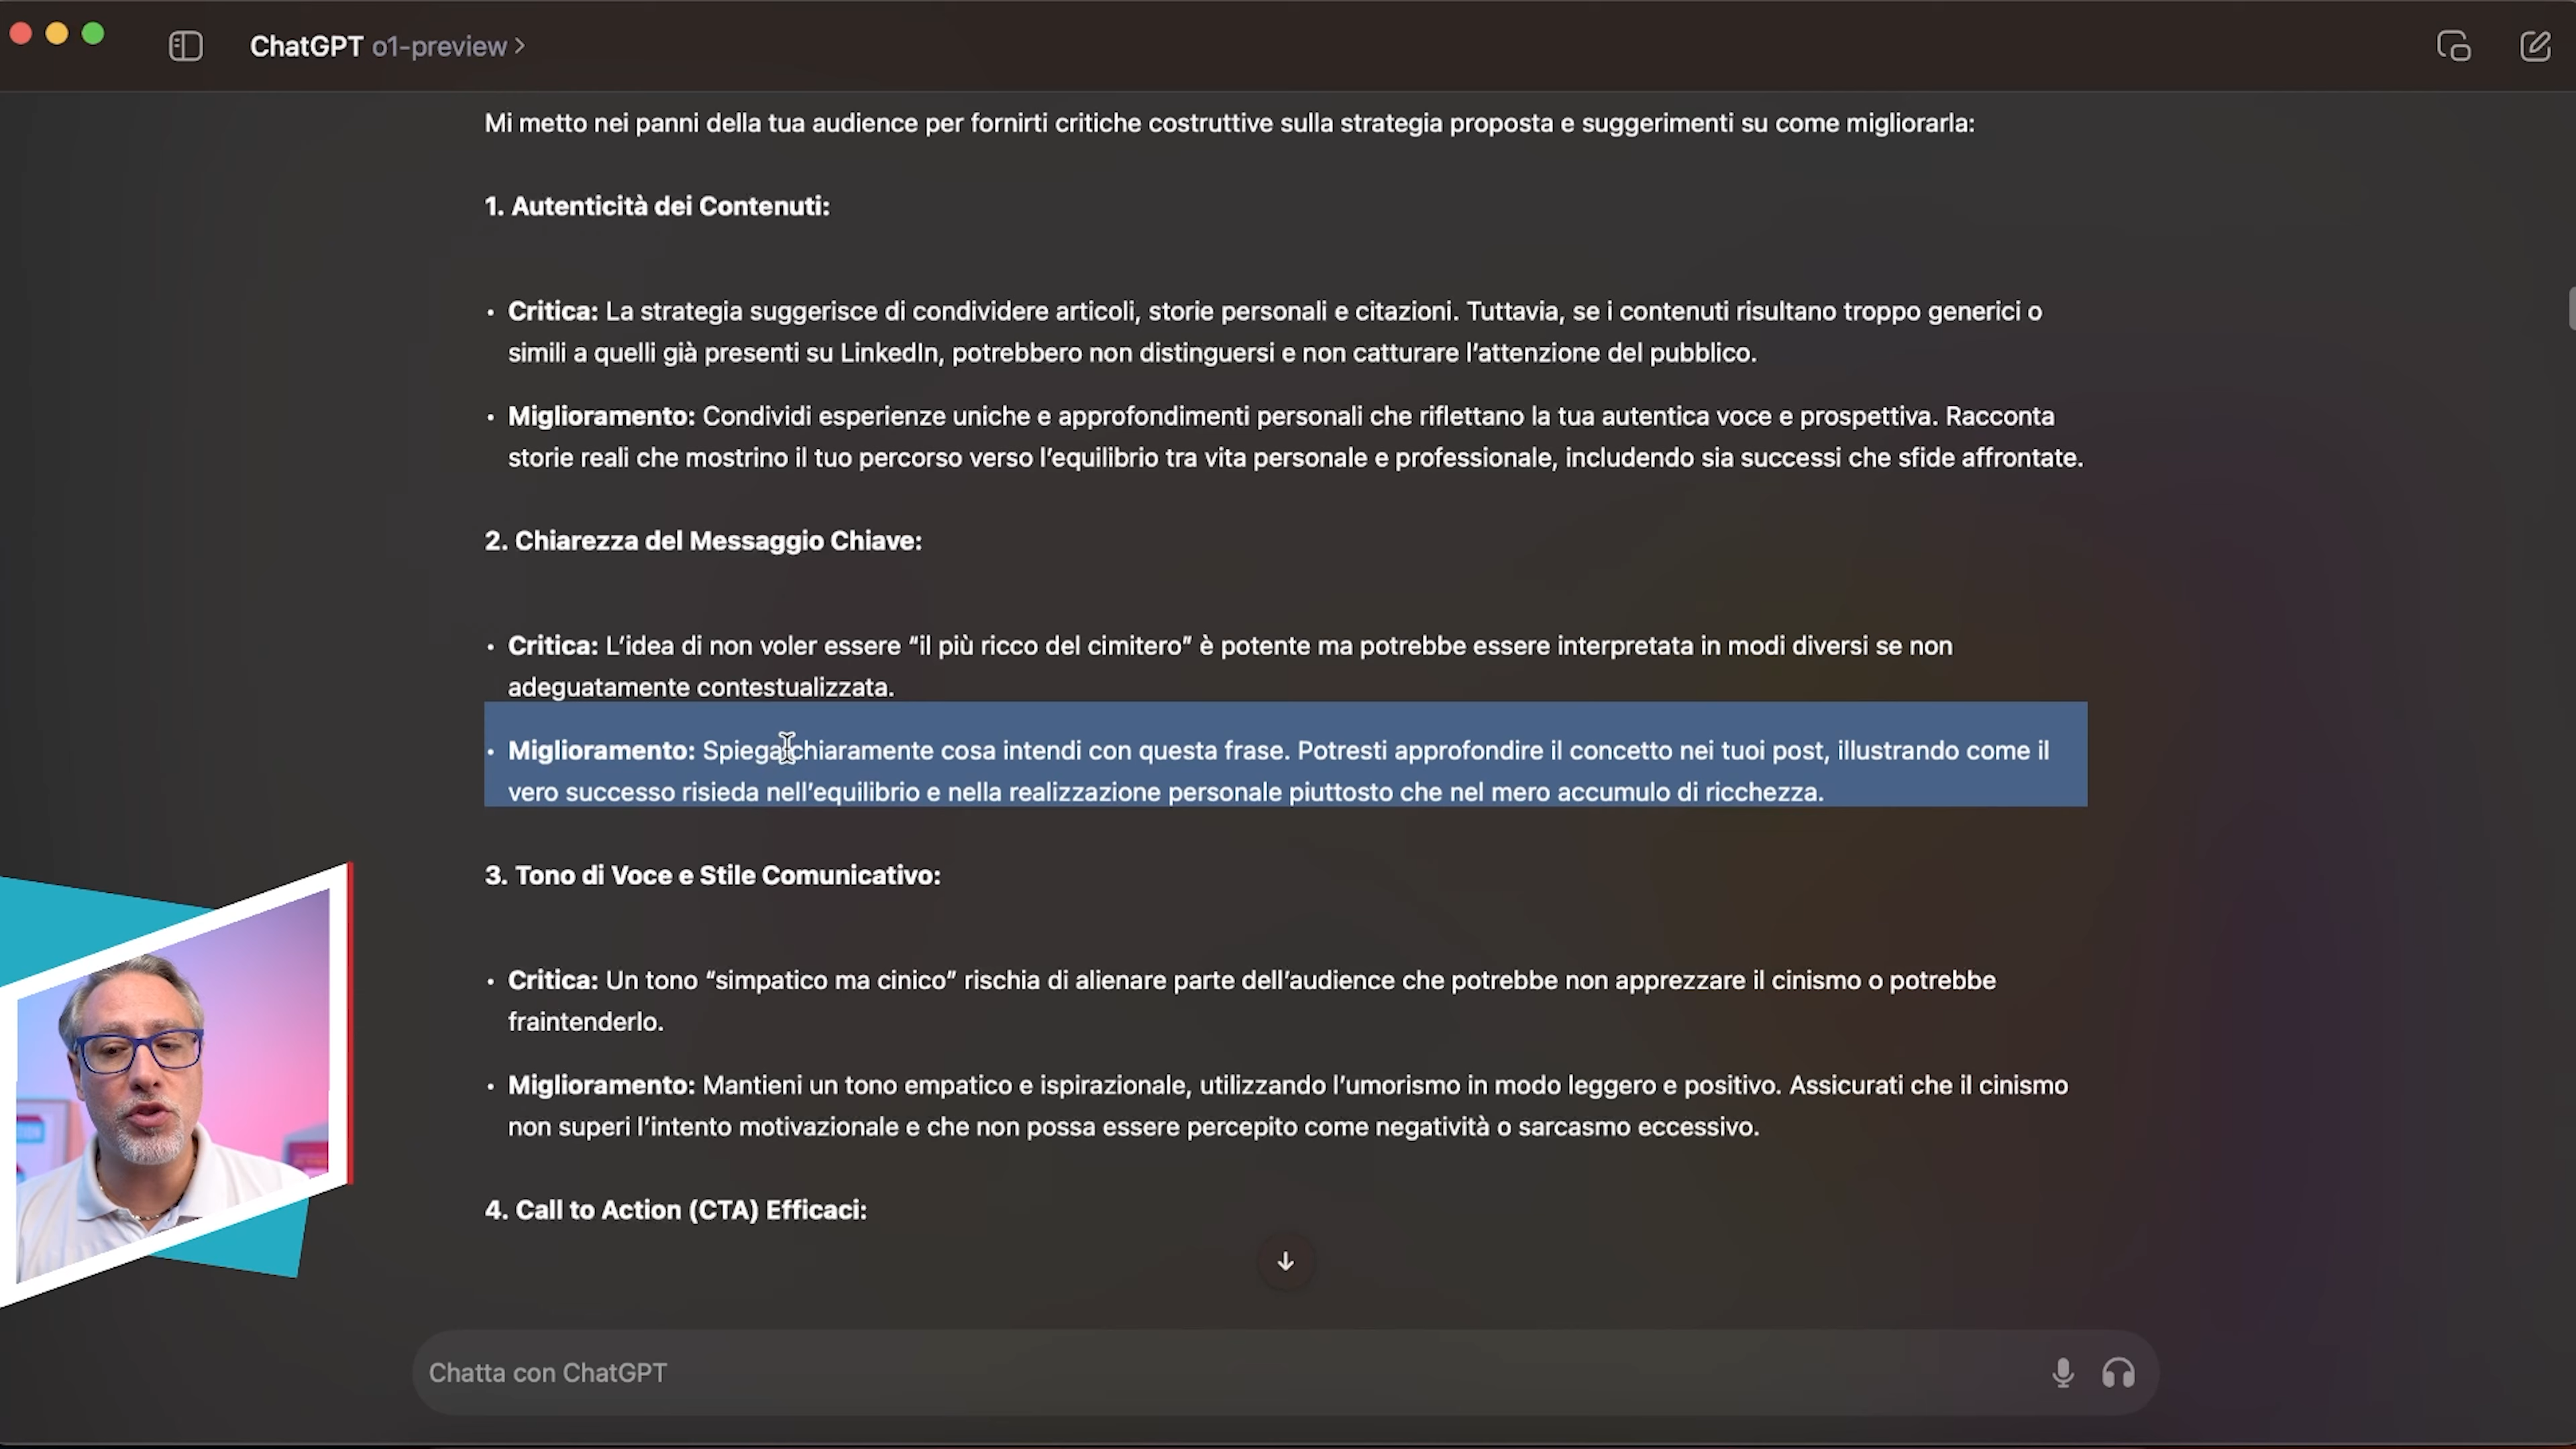 ChatGPT o1-preview >
Mi metto nei panni della tua audience per fornirti critiche costruttive sulla strategia proposta e suggerimenti su come migliorarla:
1. Autenticità dei Contenuti:
• Critica: La strategia suggerisce di condividere articoli, storie personali e citazioni. Tuttavia, se i contenuti risultano troppo generici o
simili a quelli già presenti su LinkedIn, potrebbero non distinguersi e non catturare l’attenzione del pubblico.
• Miglioramento: Condividi esperienze uniche e approfondimenti personali che riflettano la tua autentica voce e prospettiva. Racconta
storie reali che mostrino il tuo percorso verso l’equilibrio tra vita personale e professionale, includendo sia successi che sfide affrontate.
2. Chiarezza del Messaggio Chiave:
• Critica: L’idea di non voler essere “il più ricco del cimitero” è potente ma potrebbe essere interpretata in modi diversi se non
adeguatamente contestualizzata.
• Miglioramento: Spiega chiaramente cosa intendi con questa frase. Potresti approfondire il concetto nei tuoi post, illustrando come il
vero successo risieda nell’equilibrio e nella realizzazione personale piuttosto che nel mero accumulo di ricchezza.
3. Tono di Voce e Stile Comunicativo:
• Critica: Un tono “simpatico ma cinico” rischia di alienare parte dell’audience che potrebbe non apprezzare il cinismo o potrebbe
fraintenderlo.
• Miglioramento: Mantieni un tono empatico e ispirazionale, utilizzando l’umorismo in modo leggero e positivo. Assicurati che il cinismo
non superi l’intento motivazionale e che non possa essere percepito come negatività o sarcasmo eccessivo.
4. Call to Action (CTA) Efficaci:
Chatta con ChatGPT